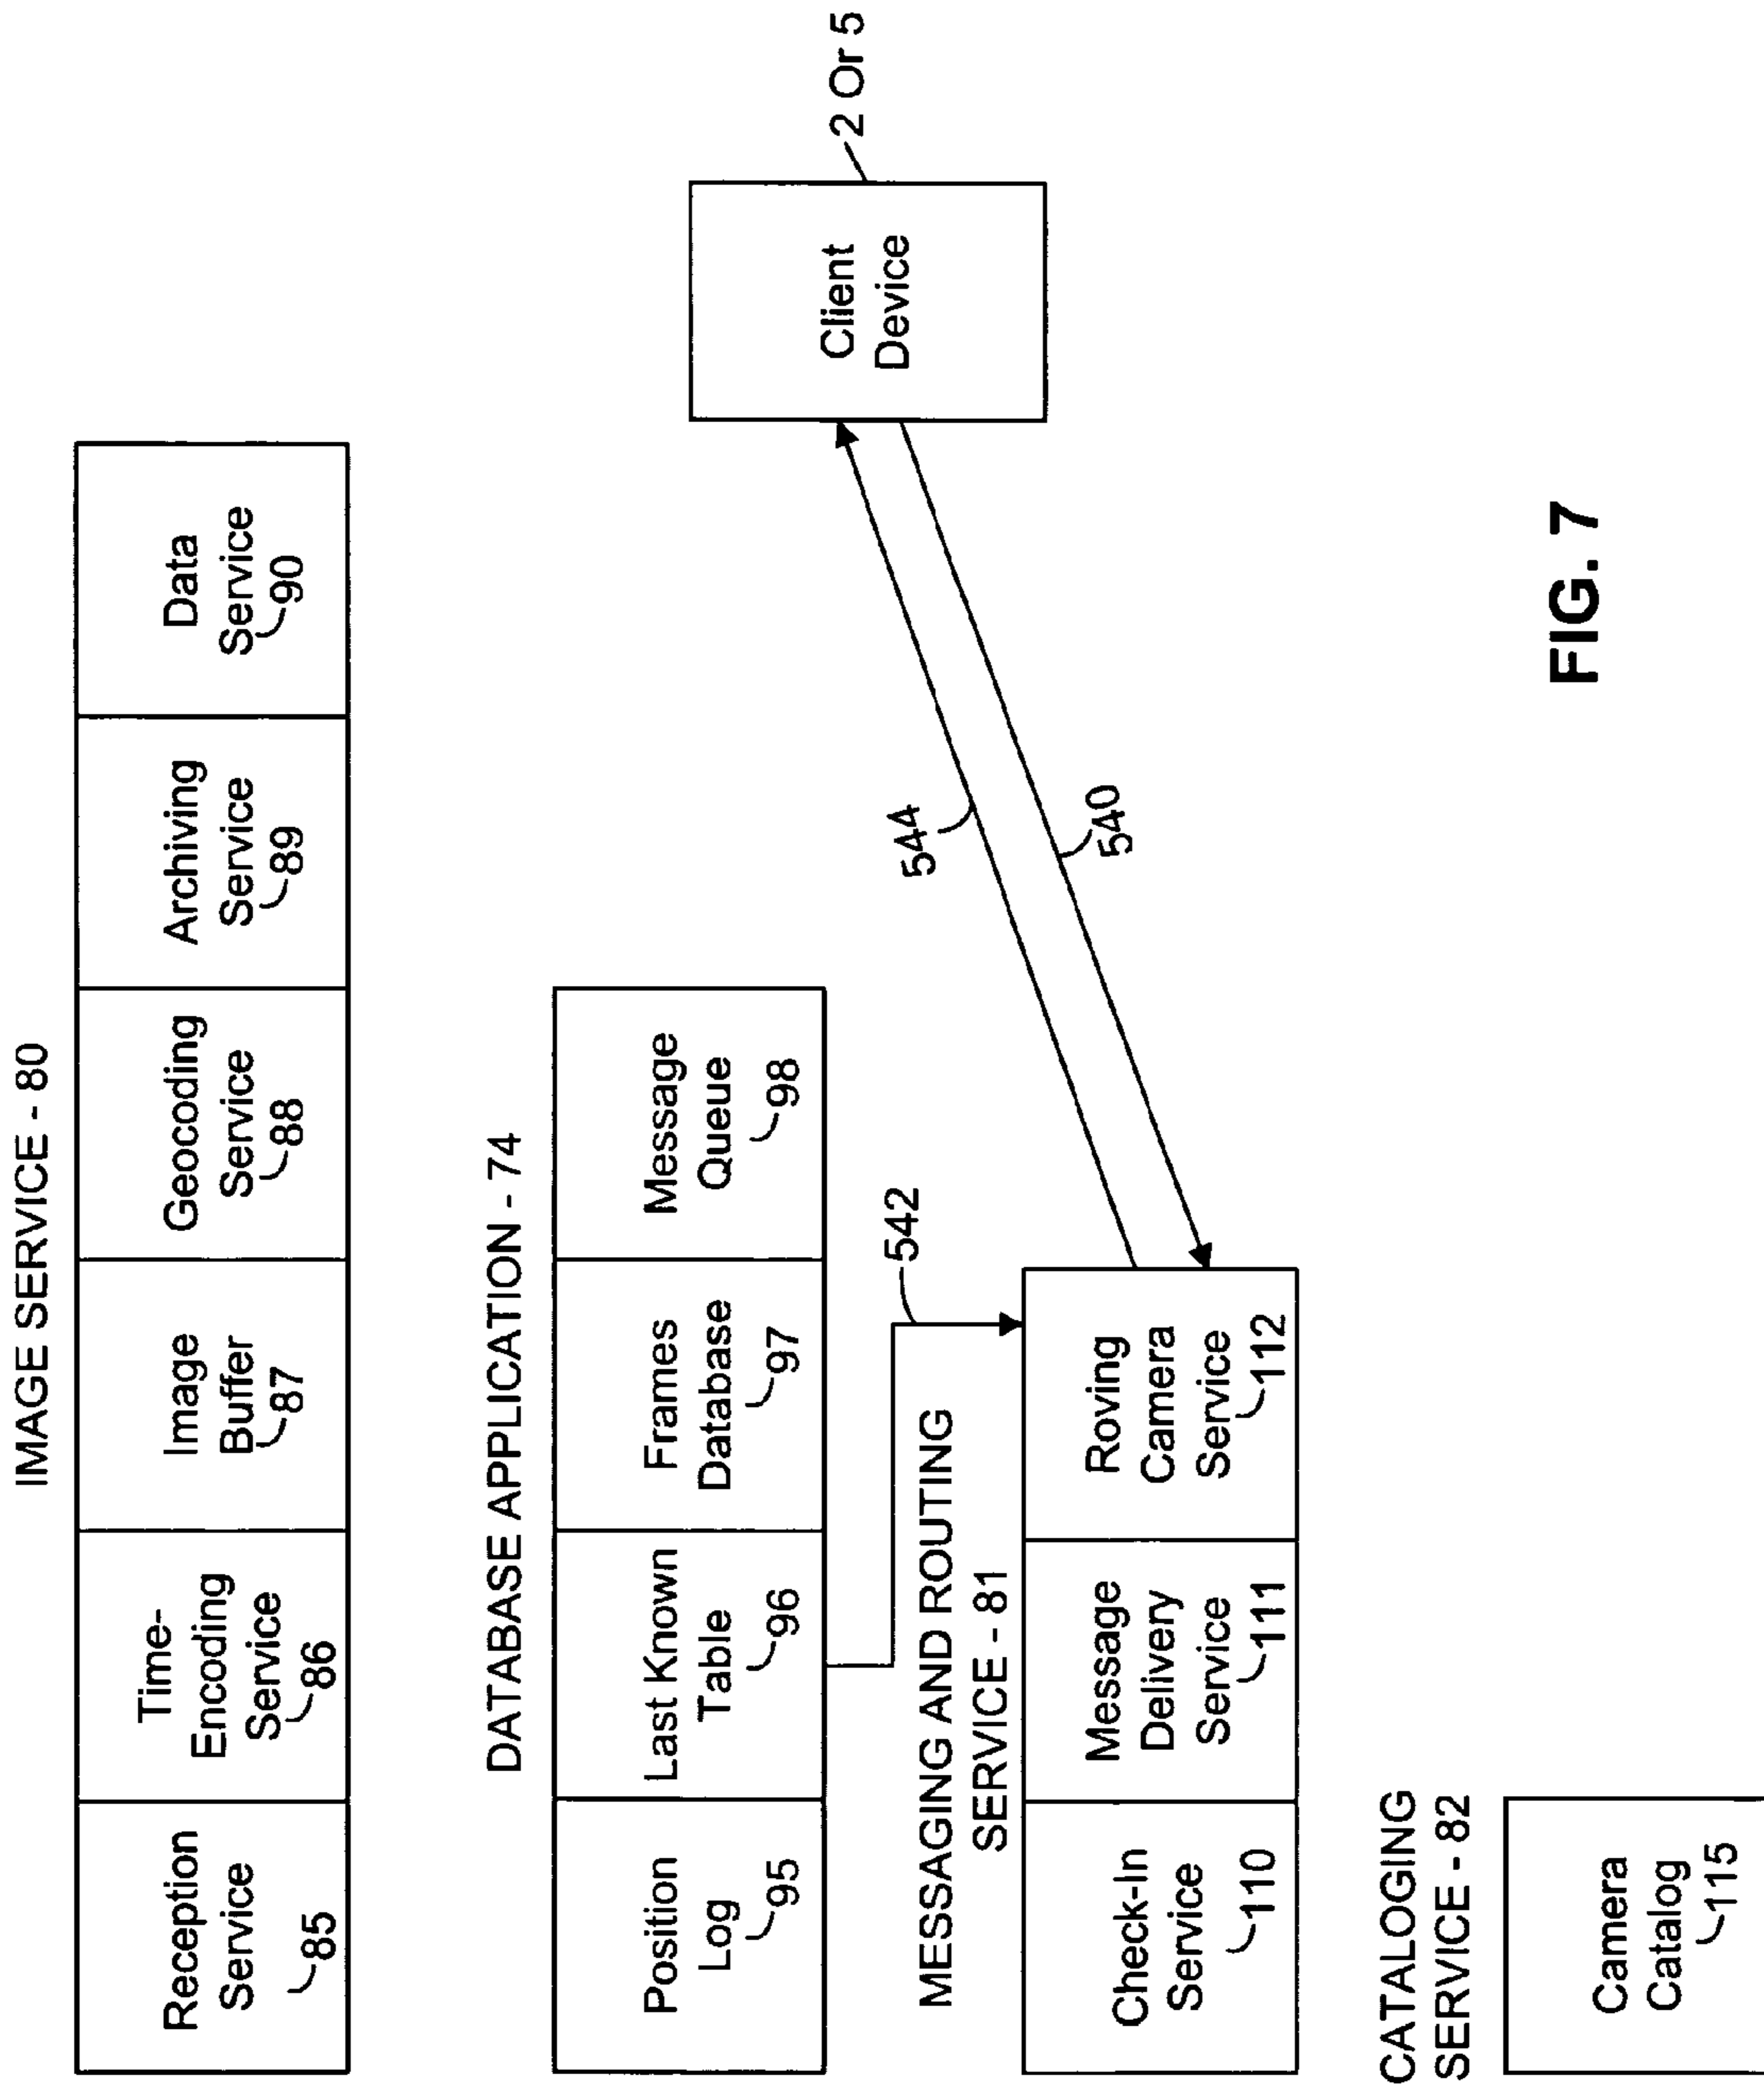 IMAGE SERVICE - 80
Reception
Service
85
Time-
Encoding
Service
86
Image
Buffer
87
Geocoding
Service
88
Archiving
Service
89
Data
Service
90
DATABASE APPLICATION - 74
Position
Log
95
Last Known
Table
96
Frames
Database
97
Message
Queue
98
542
MESSAGING AND ROUTING
SERVICE - 81
Check-In
Service
110
Message
Delivery
Service
111
Roving
Camera
Service
112
544
540
Client
Device
2 Or 5
CATALOGING
SERVICE - 82
Camera
Catalog
115
FIG. 7